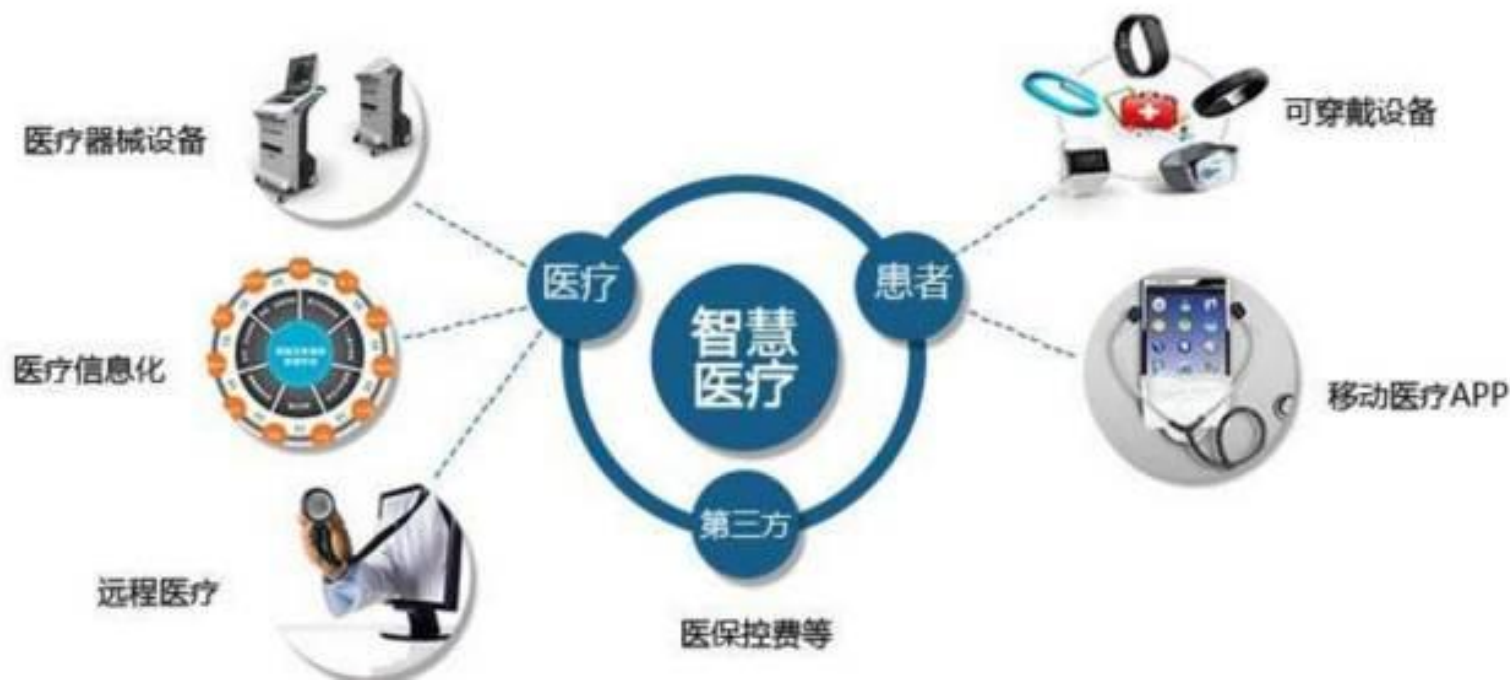 医疗器械设备
可穿戴设备
医疗
患者
智慧
医疗
医疗信息化
移动医疗APP
第三方
远程医疗
医保控费等